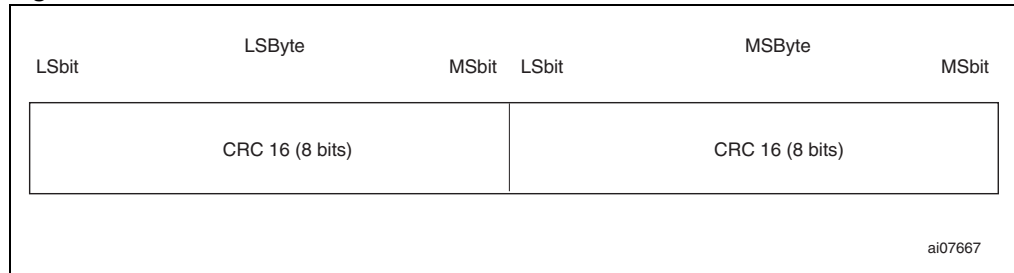 LSByte MSByte
LSbit MSbit LSbit MSbit
CRC 16 (8 bits) CRC 16 (8 bits)
ai07667